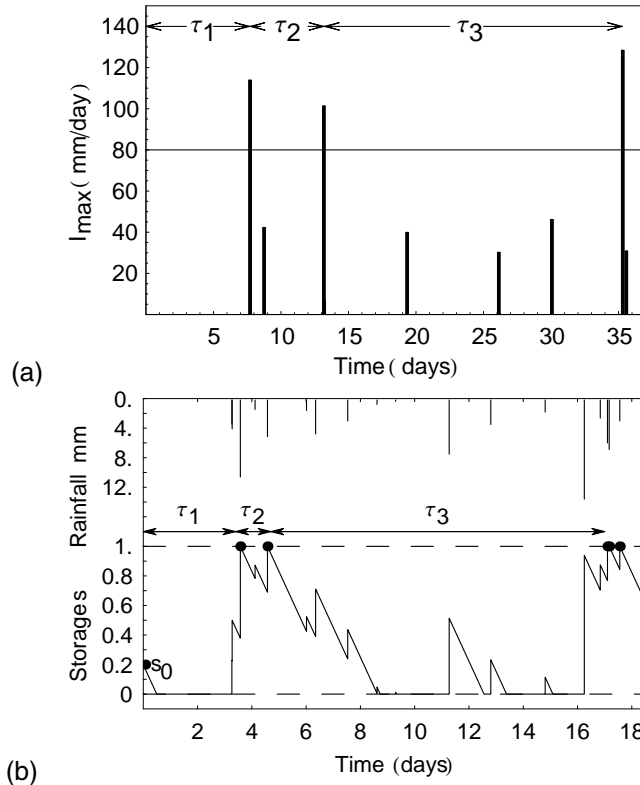 τ1 τ2 τ3
140
120
100
80
60
40
20
I max ( mm/day)
5 10 15 20 25 30 35
Time ( days)
(a)
0.
4.
8.
12.
Rainfall mm
τ1 τ2 τ3
1.
0.8
0.6
0.4
0.2
0
Storages
s0
2 4 6 8 10 12 14 16 18
Time (days)
(b)